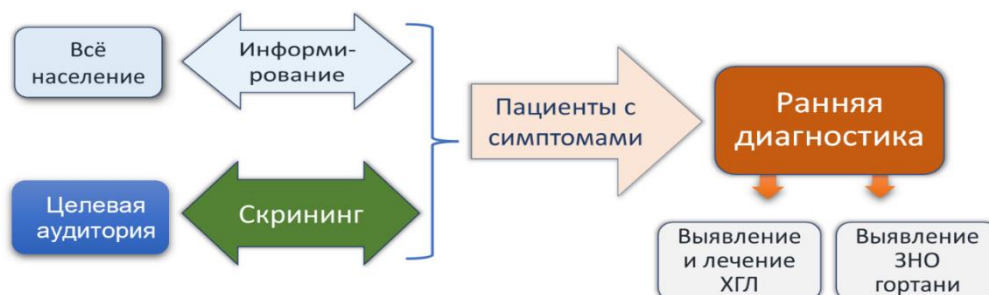 Всё
население
Информи-
рование
Целевая
аудитория
Скрининг
Пациенты с
симптомами
Ранняя
диагностика
Выявление
и лечение
ХГЛ
Выявление
ЗНО
гортани